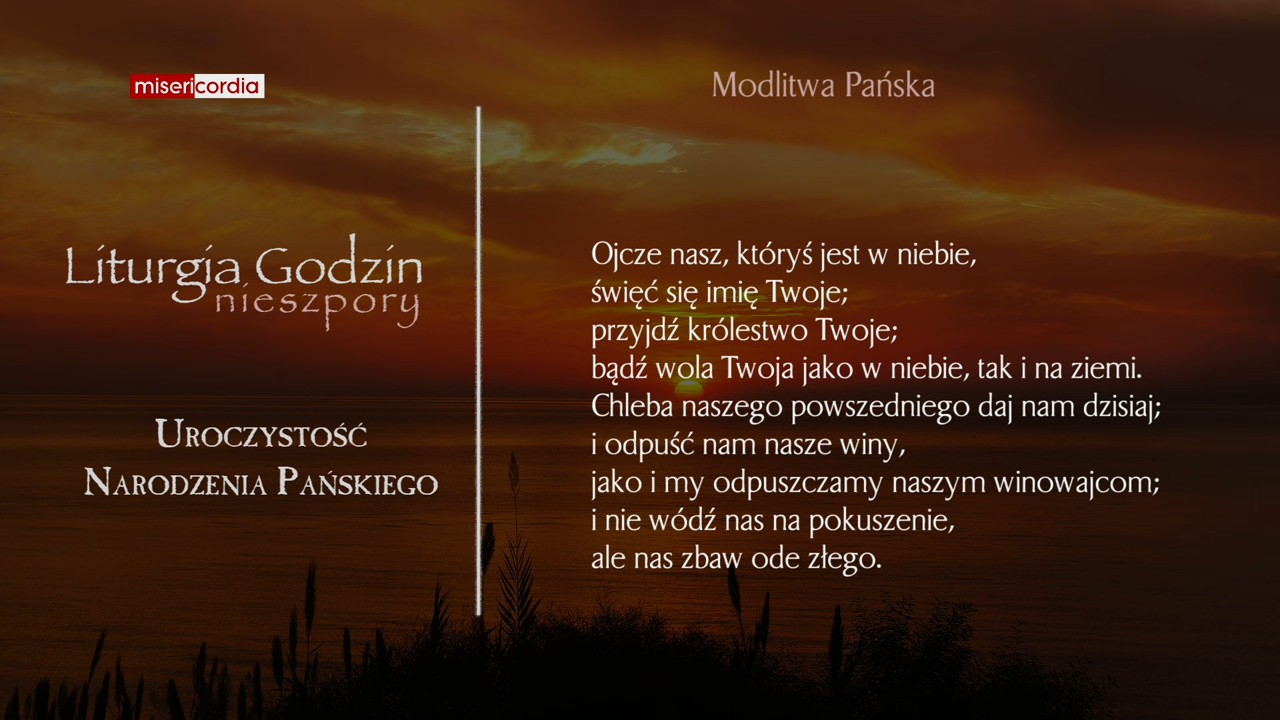 misericordia
Liturgia Godzin
nieszpory
Uroczystość
Narodzenia Pańskiego
Modlitwa Pańska
Ojcze nasz, któryś jest w niebie,
święć się imię Twoje;
przyjdź królestwo Twoje;
bądź wola Twoja jako w niebie, tak i na ziemi.
Chleba naszego powszedniego daj nam dzisiaj;
i odpuść nam nasze winy,
jako i my odpuszczamy naszym winowajcom;
i nie wódź nas na pokuszenie,
ale nas zbaw ode złego.